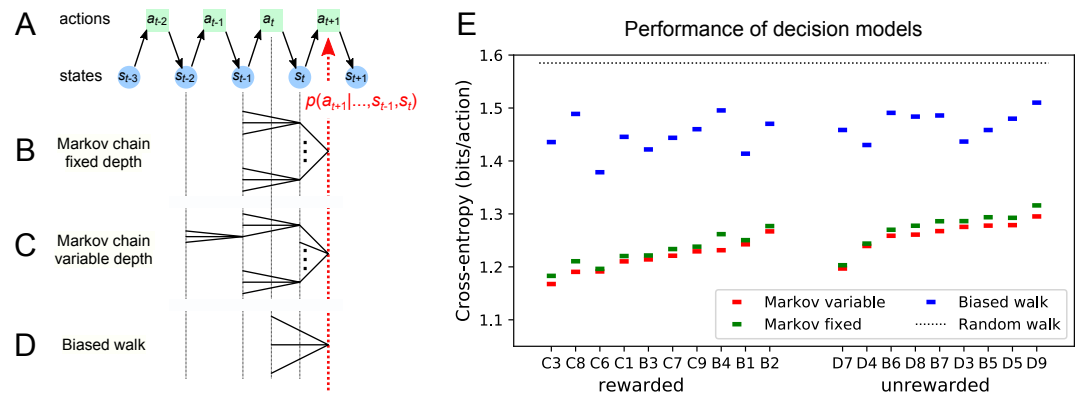 A
actions
a_{t-2}
a_{t-1}
a_t
a_{t+1}
states
s_{t-3}
s_{t-2}
s_{t-1}
s_t
s_{t+1}
p(a_{t+1}|...,s_{t-1},s_t)
B
Markov chain
fixed depth
C
Markov chain
variable depth
D
Biased walk
E
Performance of decision models
Cross-entropy (bits/action)
1.6
1.5
1.4
1.3
1.2
1.1
Markov variable
Markov fixed
Biased walk
Random walk
C3 C8 C6 C1 B3 C7 C9 B4 B1 B2 D7 D4 B6 D8 B7 D3 B5 D5 D9
rewarded unrewarded